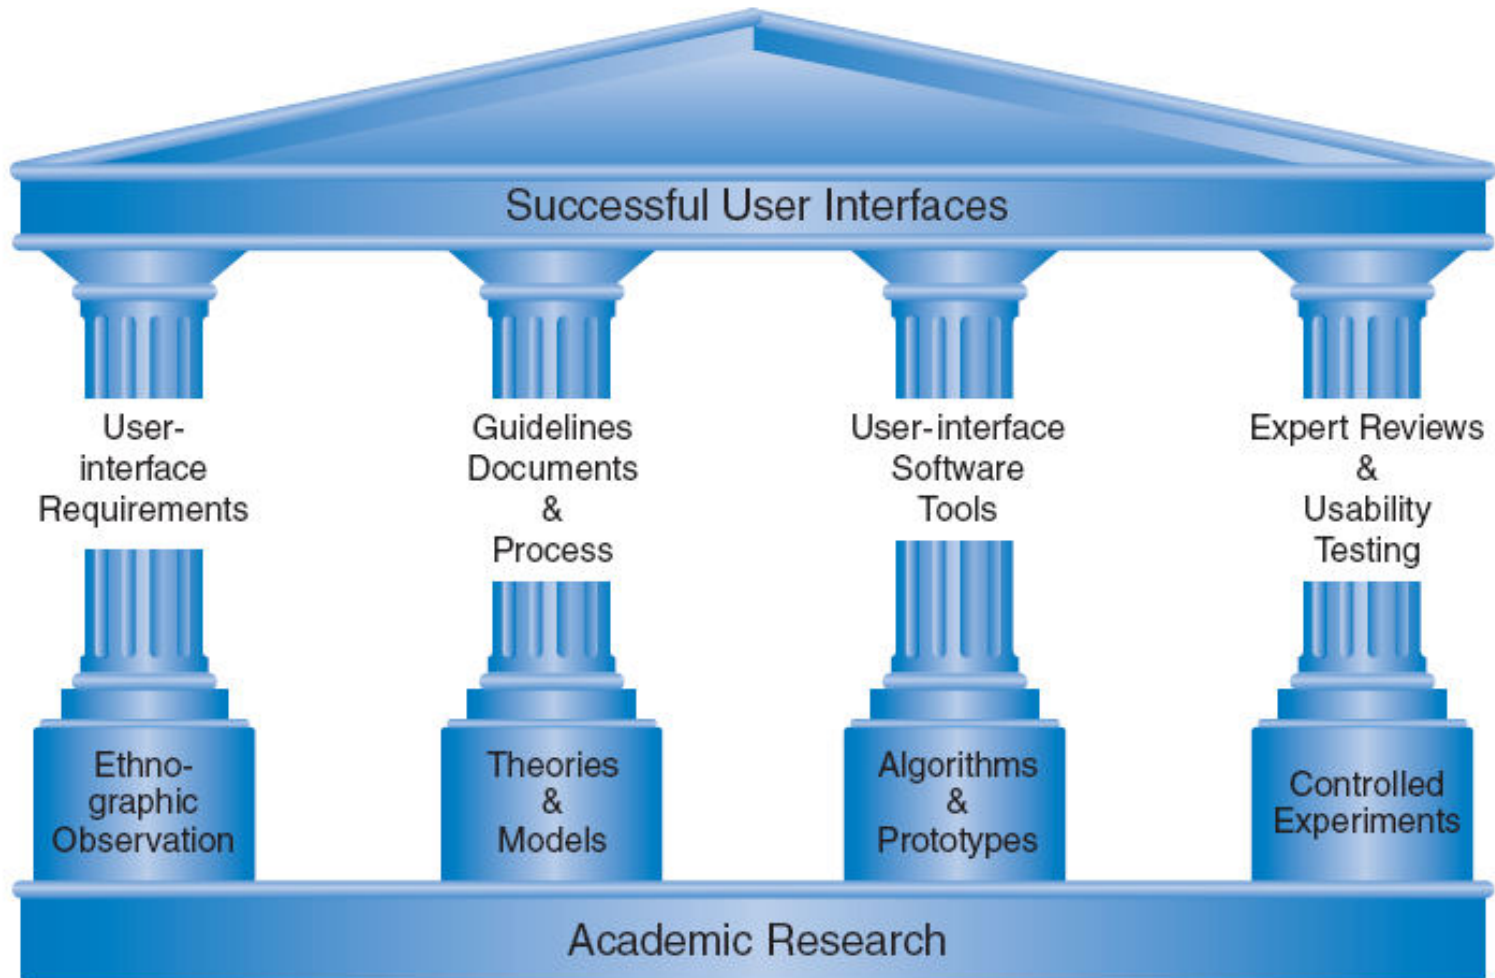 Successful User Interfaces
User-
interface
Requirements
Guidelines
Documents
&
Process
User-interface
Software
Tools
Expert Reviews
&
Usability
Testing
Ethno-
graphic
Observation
Theories
&
Models
Algorithms
&
Prototypes
Controlled
Experiments
Academic Research